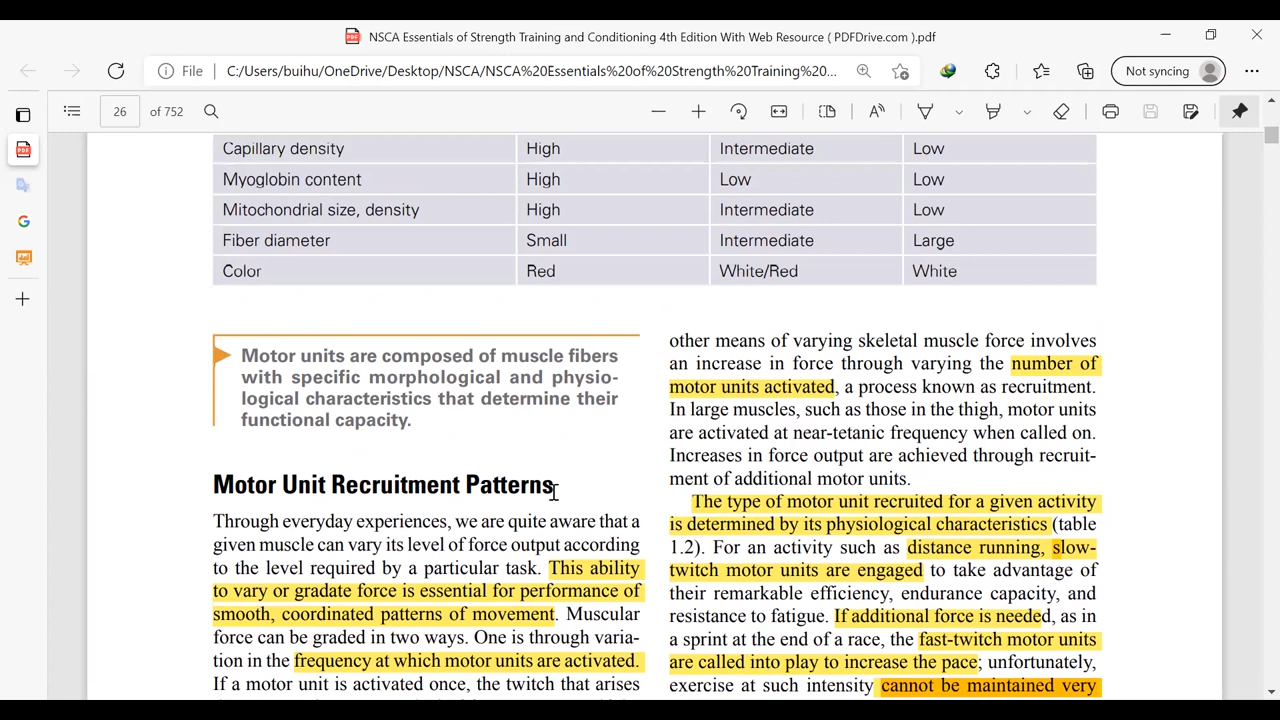 NSCA Essentials of Strength Training and Conditioning 4th Edition With Web Resource ( PDFDrive.com ).pdf
File C:/Users/buihu/OneDrive/Desktop/NSCA/NSCA%20Essentials%20of%20Strength%20Training%20... Not syncing
26 of 752
Capillary density High Intermediate Low
Myoglobin content High Low Low
Mitochondrial size, density High Intermediate Low
Fiber diameter Small Intermediate Large
Color Red White/Red White
Motor units are composed of muscle fibers
with specific morphological and physio-
logical characteristics that determine their
functional capacity.
Motor Unit Recruitment Patterns
Through everyday experiences, we are quite aware that a
given muscle can vary its level of force output according
to the level required by a particular task. This ability
to vary or gradate force is essential for performance of
smooth, coordinated patterns of movement. Muscular
force can be graded in two ways. One is through varia-
tion in the frequency at which motor units are activated.
If a motor unit is activated once, the twitch that arises
other means of varying skeletal muscle force involves
an increase in force through varying the number of
motor units activated, a process known as recruitment.
In large muscles, such as those in the thigh, motor units
are activated at near-tetanic frequency when called on.
Increases in force output are achieved through recruit-
ment of additional motor units.
The type of motor unit recruited for a given activity
is determined by its physiological characteristics (table
1.2). For an activity such as distance running, slow-
twitch motor units are engaged to take advantage of
their remarkable efficiency, endurance capacity, and
resistance to fatigue. If additional force is needed, as in
a sprint at the end of a race, the fast-twitch motor units
are called into play to increase the pace; unfortunately,
exercise at such intensity cannot be maintained very